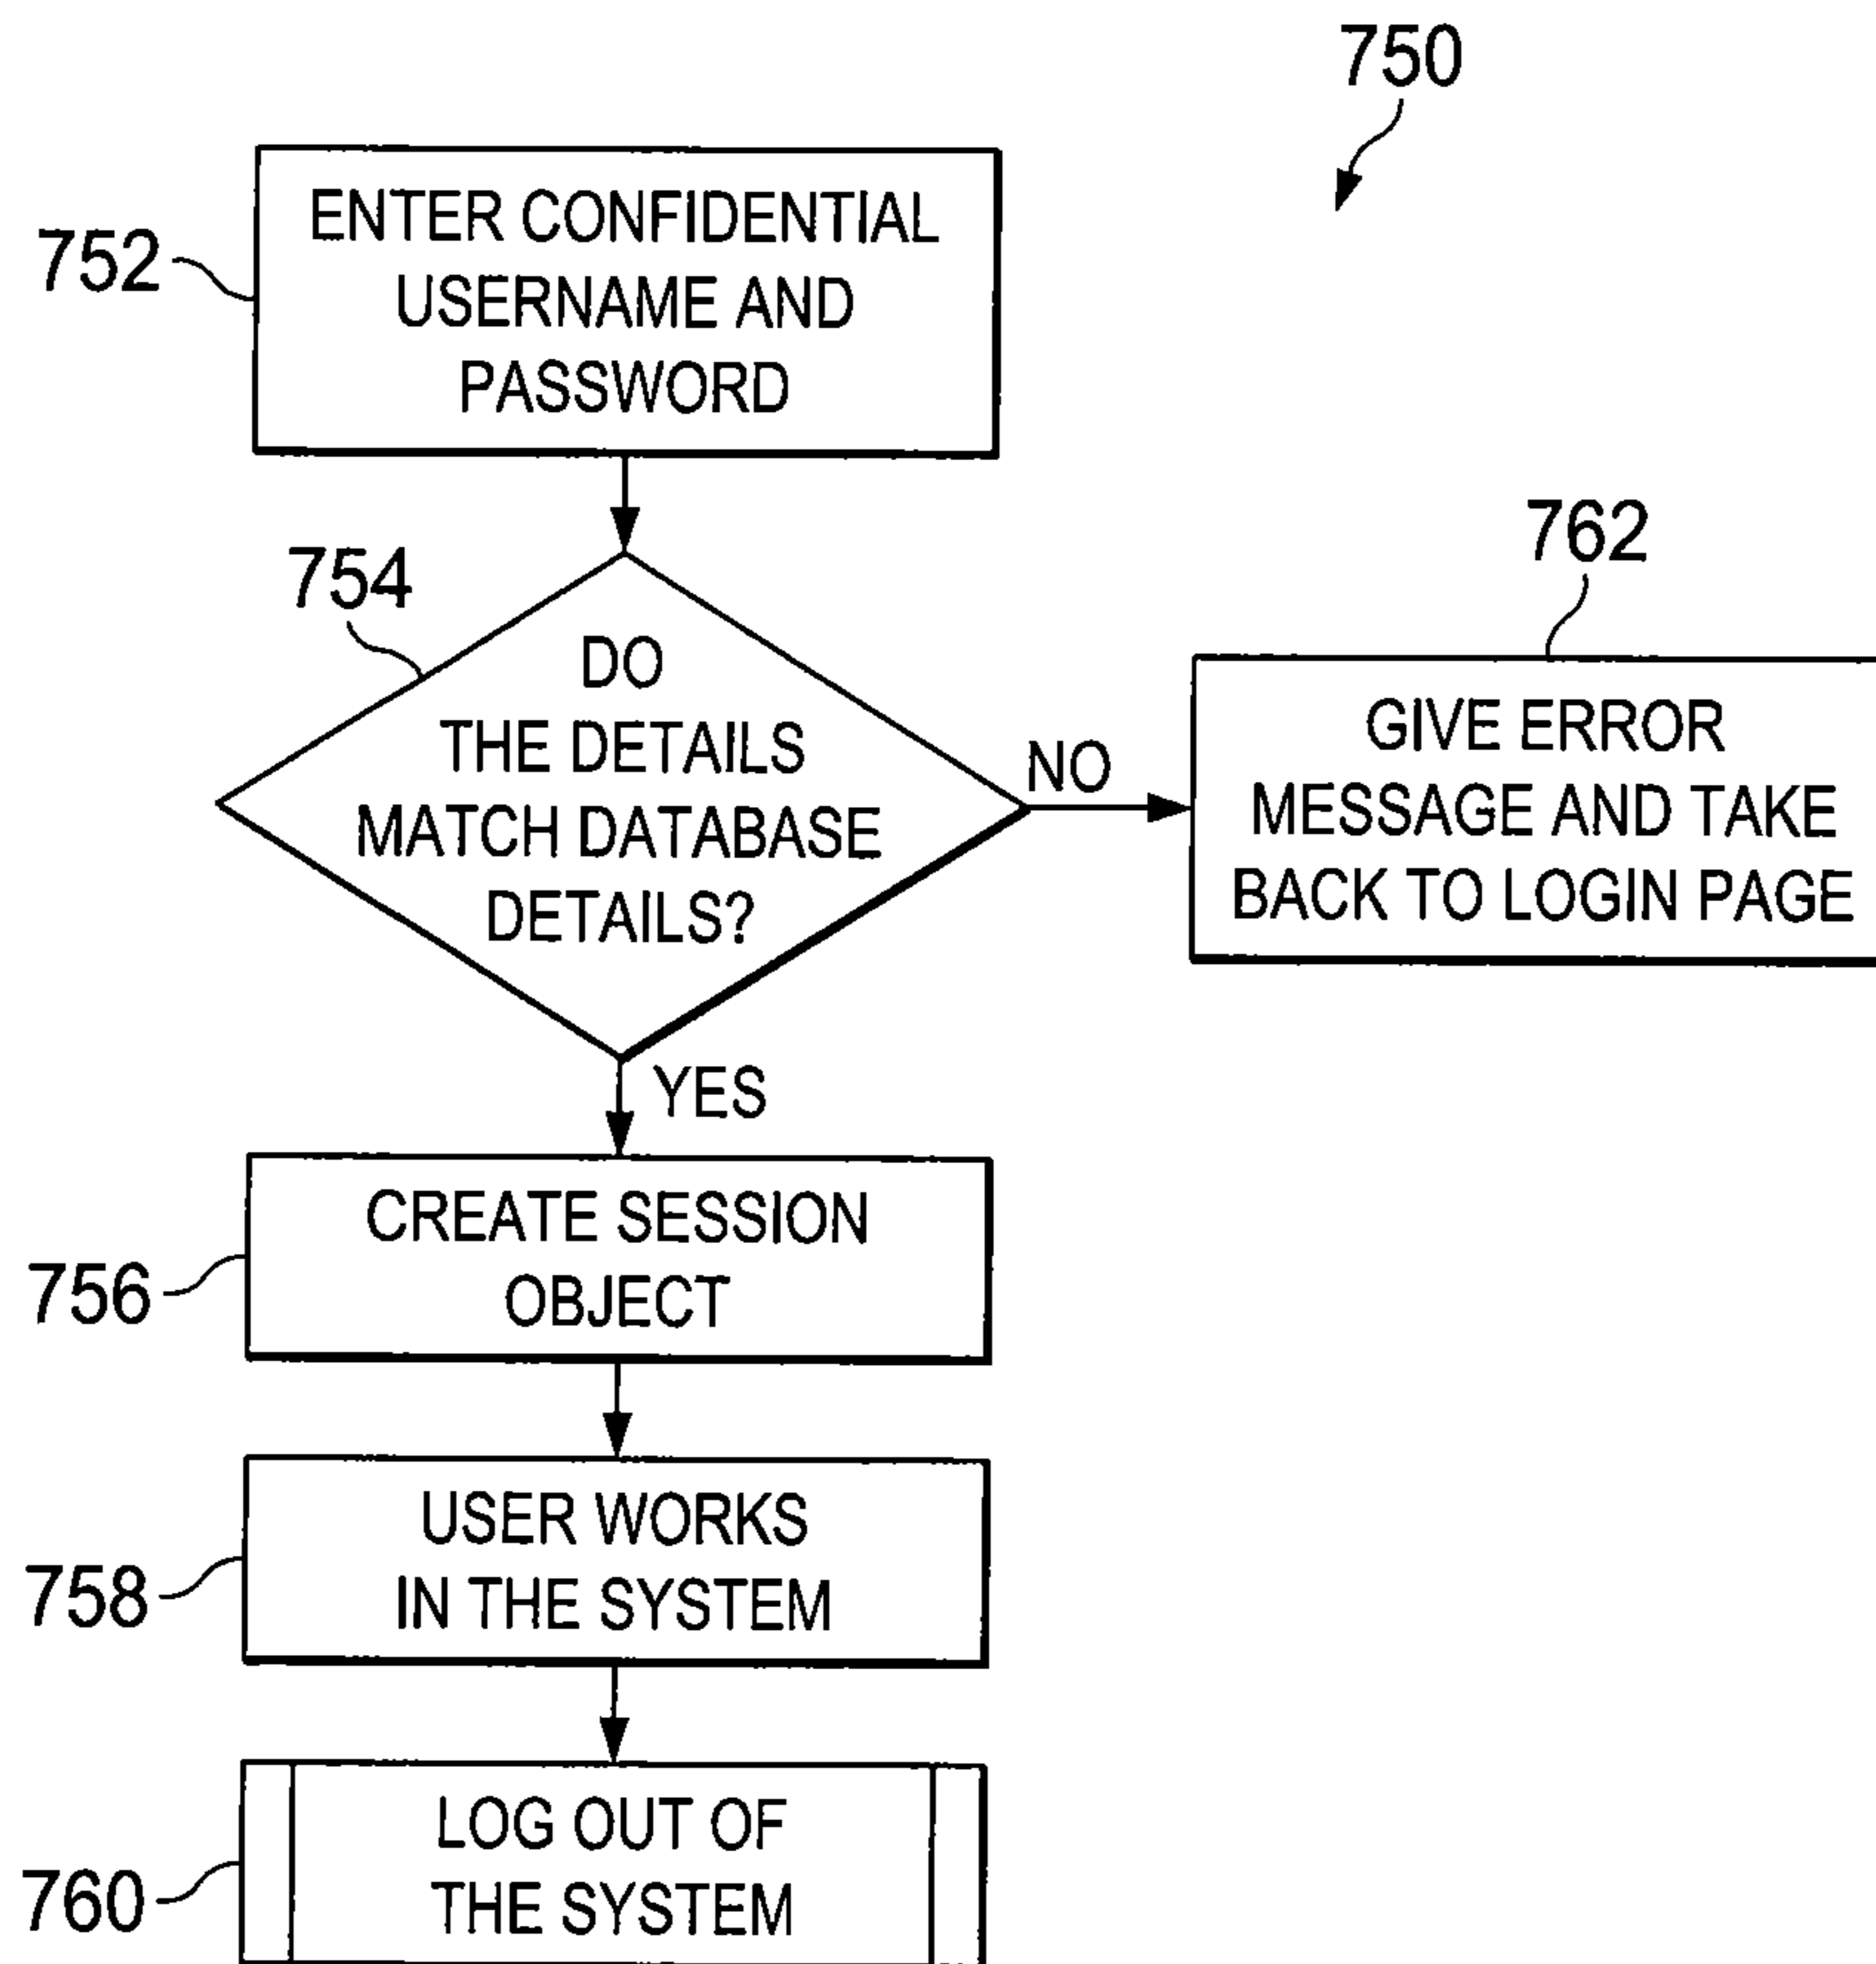 750
752
ENTER CONFIDENTIAL
USERNAME AND
PASSWORD
754
DO
THE DETAILS
MATCH DATABASE
DETAILS?
NO
762
GIVE ERROR
MESSAGE AND TAKE
BACK TO LOGIN PAGE
YES
756
CREATE SESSION
OBJECT
758
USER WORKS
IN THE SYSTEM
760
LOG OUT OF
THE SYSTEM